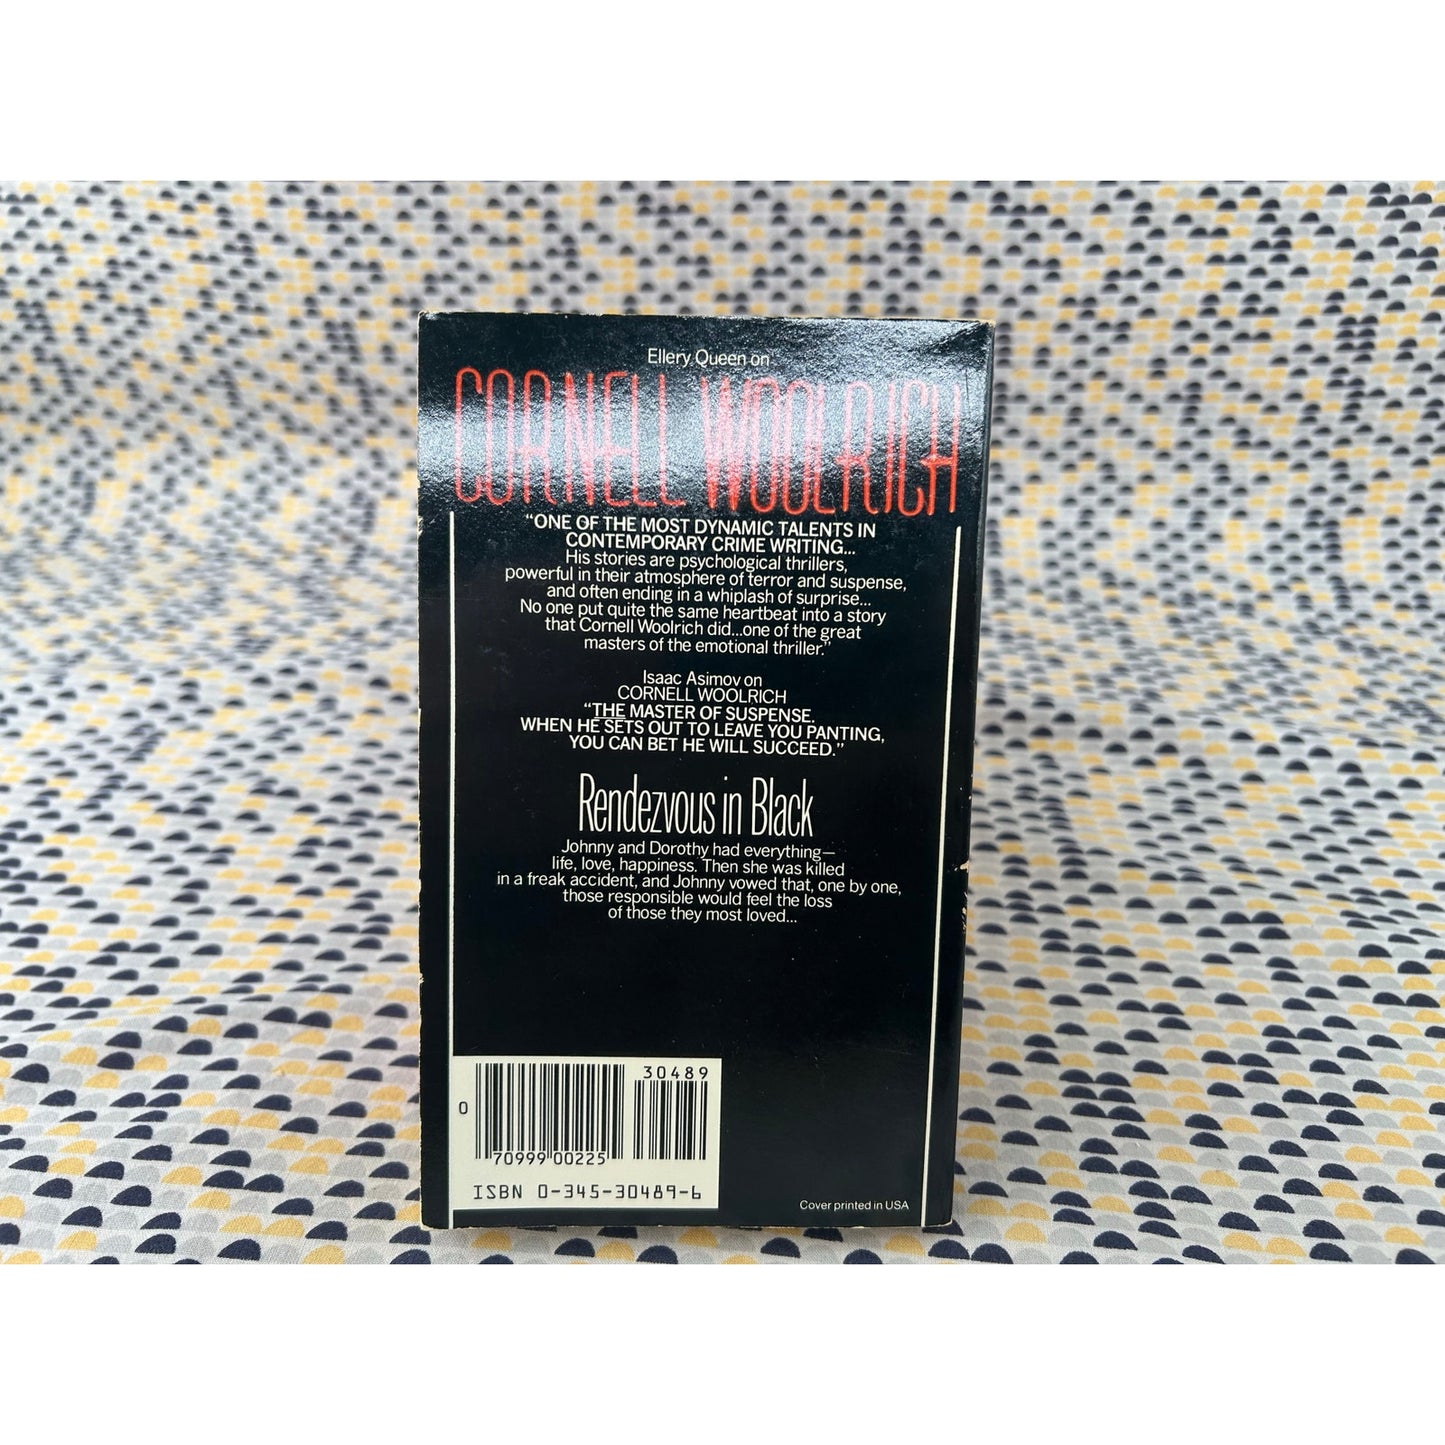 Ellery Queen on
CORNELL WOOLRICH
“ONE OF THE MOST DYNAMIC TALENTS IN
CONTEMPORARY CRIME WRITING...
His stories are psychological thrillers,
powerful in their atmosphere of terror and suspense,
and often ending in a whiplash of surprise...
No one put quite the same heartbeat into a story
that Cornell Woolrich did...one of the great
masters of the emotional thriller.”
Isaac Asimov on
CORNELL WOOLRICH
“THE MASTER OF SUSPENSE.
WHEN HE SETS OUT TO LEAVE YOU PANTING,
YOU CAN BET HE WILL SUCCEED.”
Rendezvous in Black
Johnny and Dorothy had everything—
life, love, happiness. Then she was killed
in a freak accident, and Johnny vowed that, one by one,
those responsible would feel the loss
of those they most loved...
30489
0
70999 00225
ISBN 0-345-30489-6
Cover printed in USA